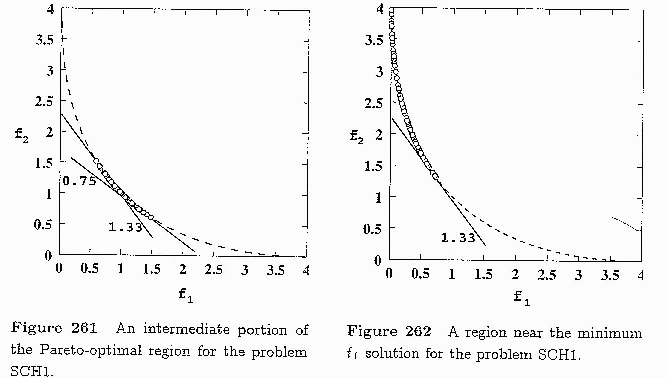 4
3.5
3
2.5
f2
2
1.5
1
0.5
0
0.75
1.33
0 0.5 1 1.5 2 2.5 3 3.5 4
f1
4
3.5
3
2.5
f2
2
1.5
1
0.5
0
1.33
0 0.5 1 1.5 2 2.5 3 3.5 4
f1
Figure 261 An intermediate portion of
the Pareto-optimal region for the problem
SCH1.
Figure 262 A region near the minimum
f1 solution for the problem SCH1.